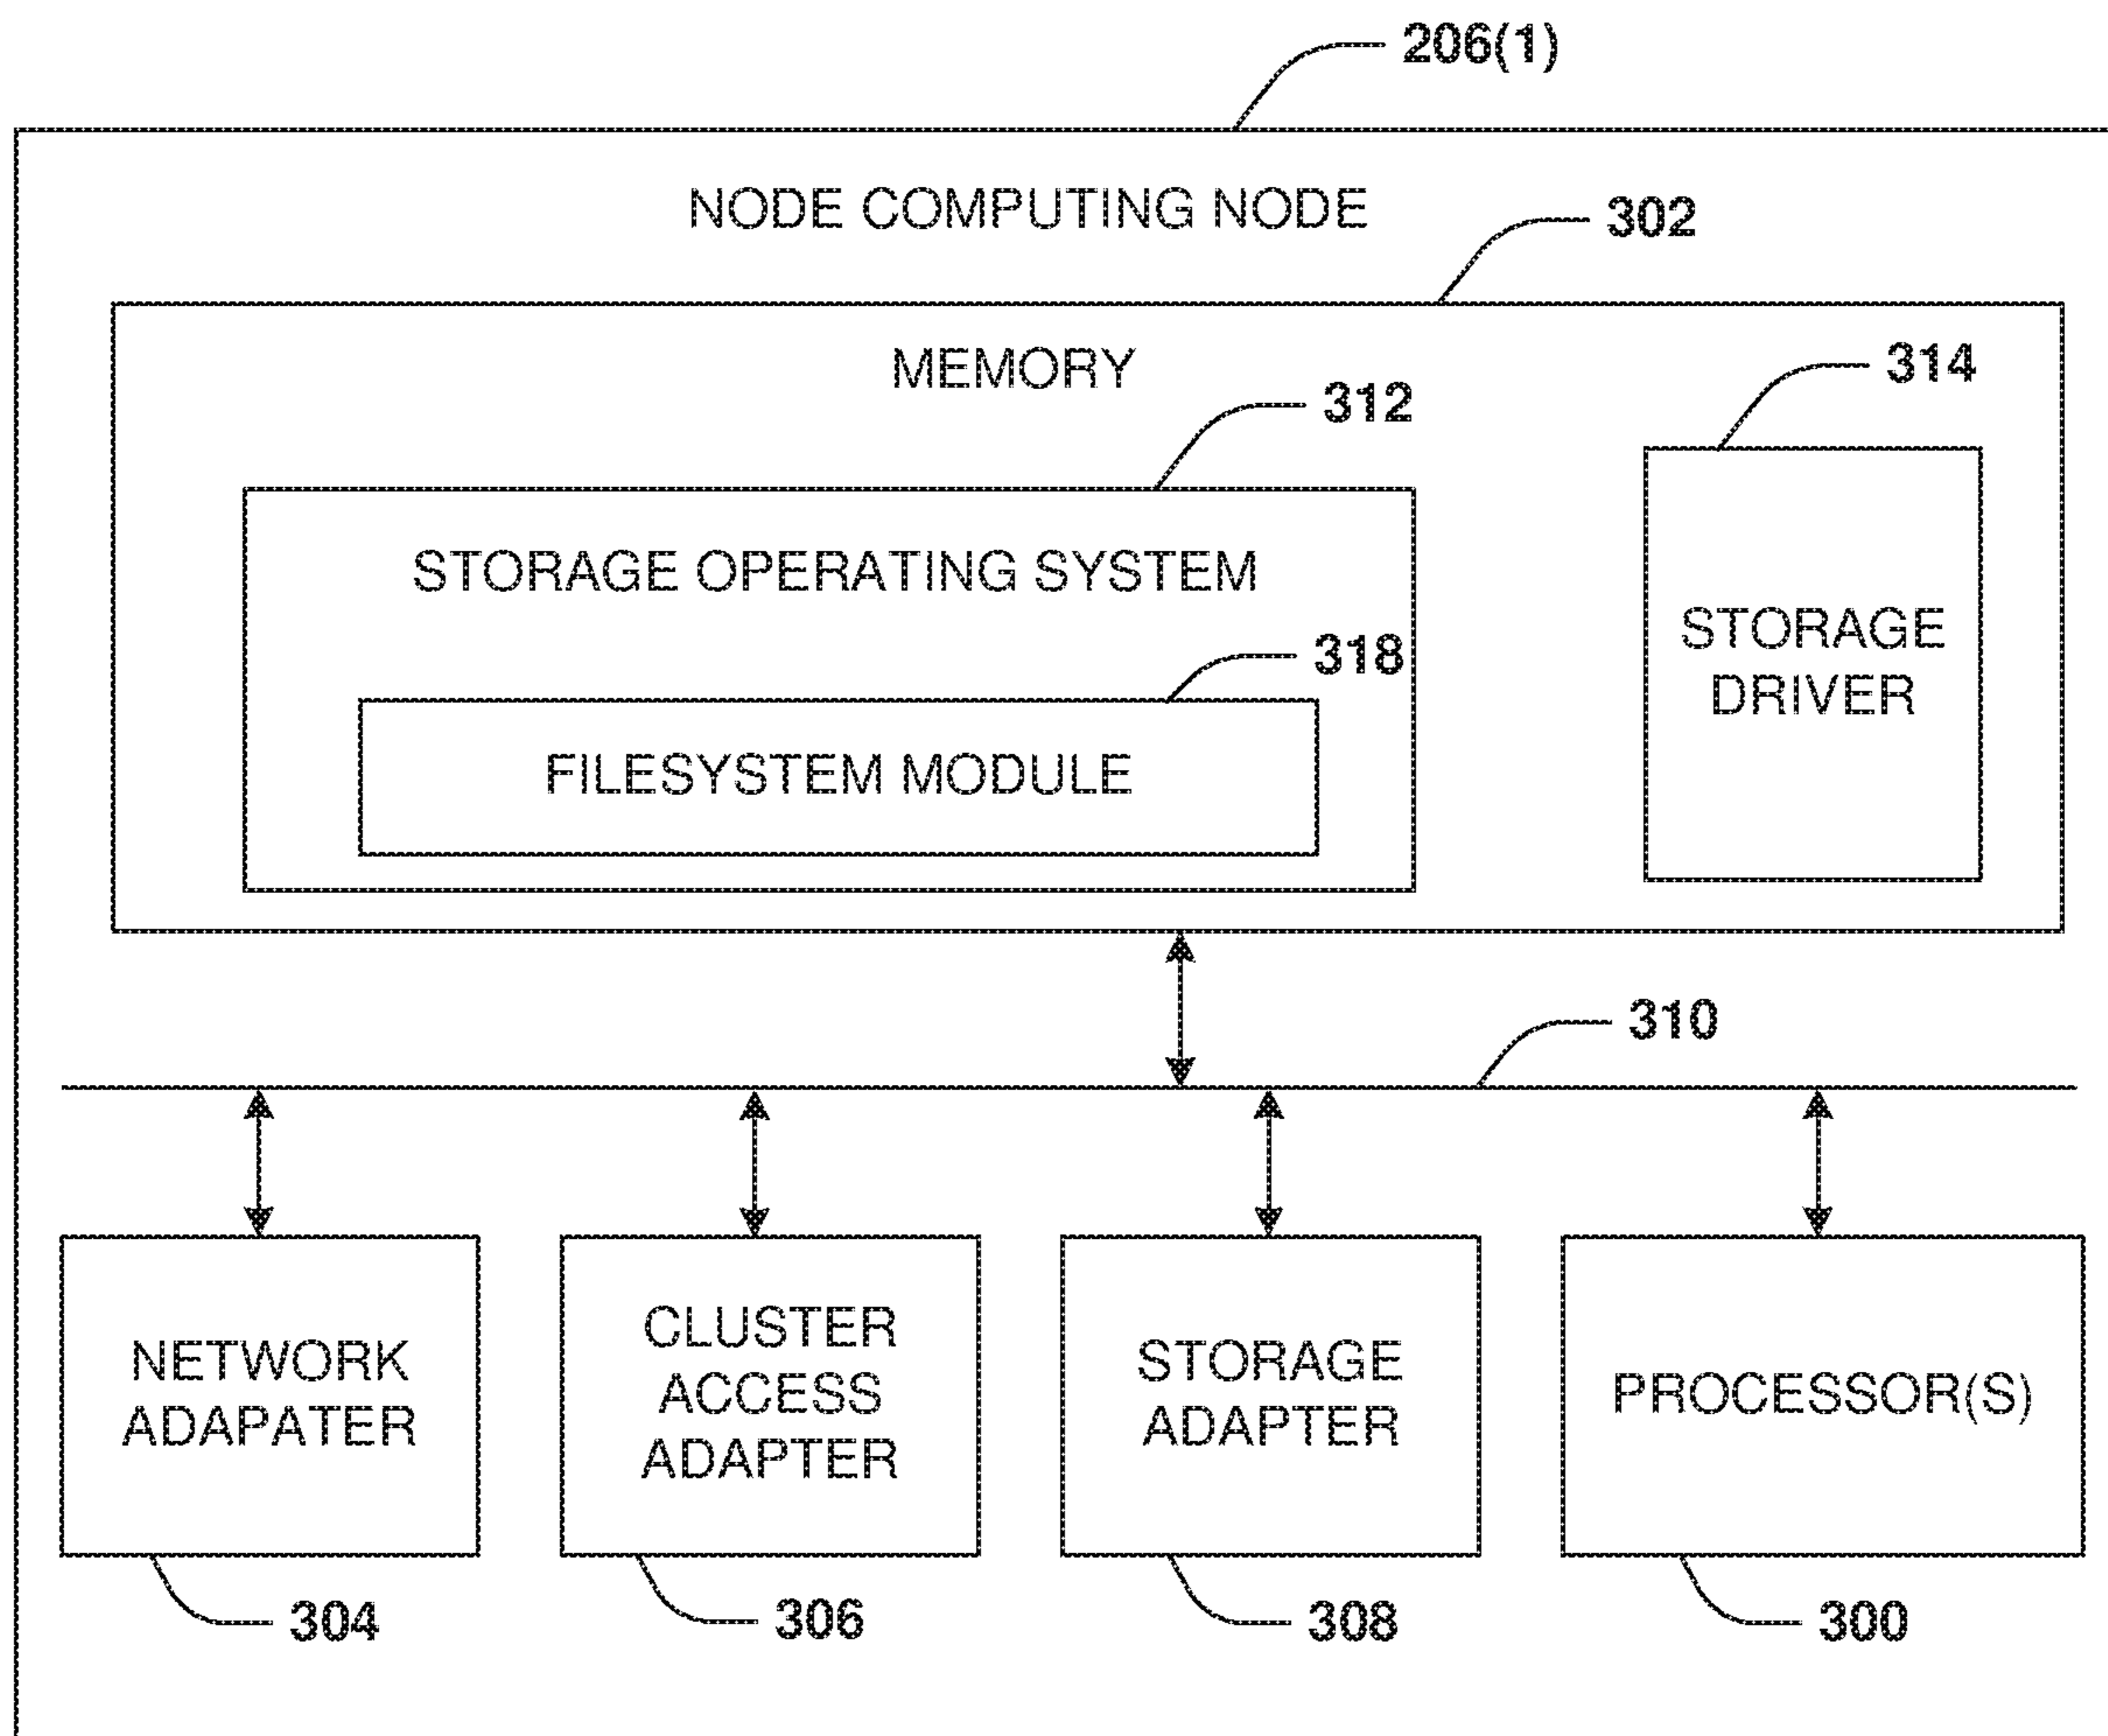 206(1)
NODE COMPUTING NODE
302
MEMORY
314
312
STORAGE OPERATING SYSTEM
STORAGE
DRIVER
318
FILESYSTEM MODULE
310
NETWORK
ADAPATER
CLUSTER
ACCESS
ADAPTER
STORAGE
ADAPTER
PROCESSOR(S)
304
306
308
300